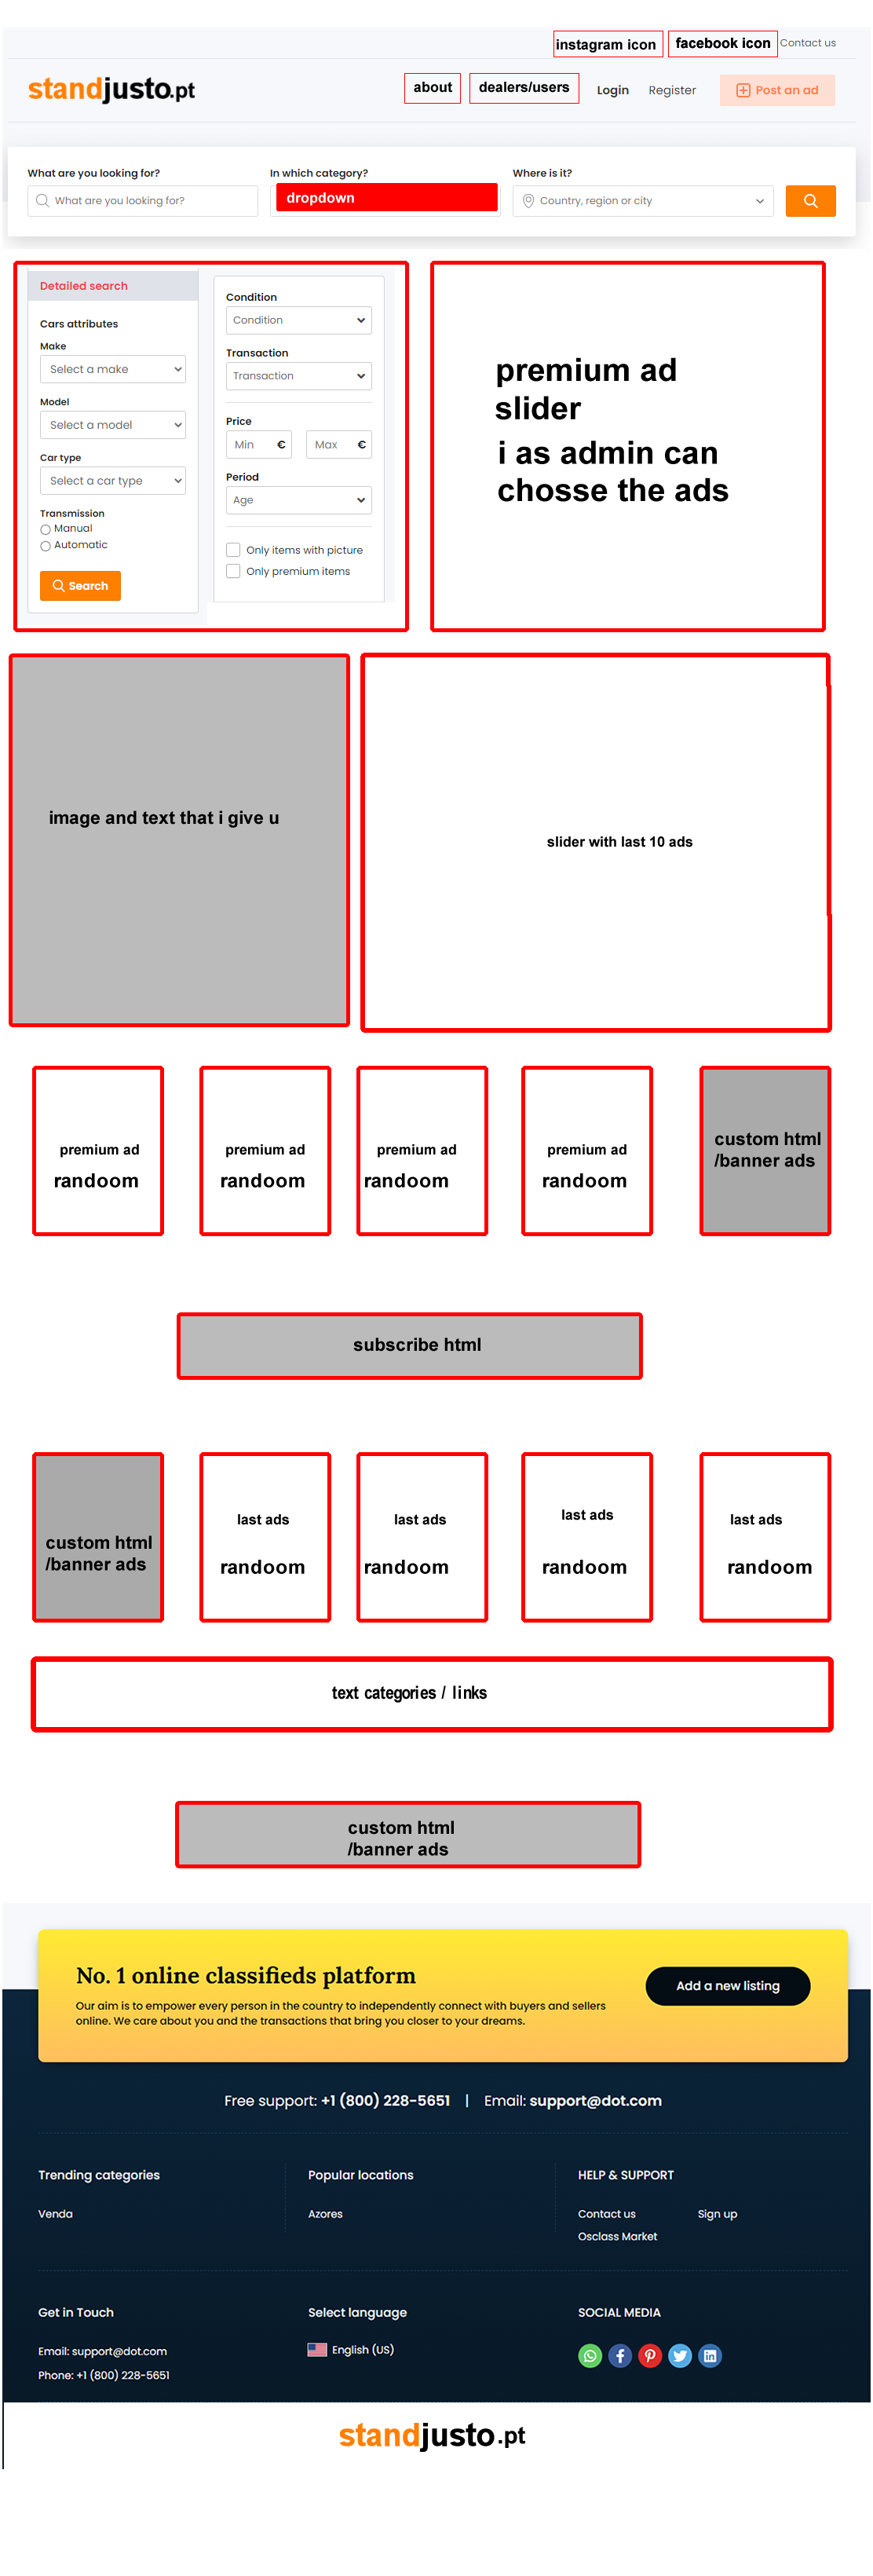 instagram icon facebook icon Contact us
standjusto.pt
about dealers/users Login Register Post an ad
What are you looking for? In which category? Where is it?
What are you looking for? dropdown Country, region or city
Detailed search
Cars attributes
Make
Select a make
Model
Select a model
Car type
Select a car type
Transmission
Manual
Automatic
Search
Condition
Condition
Transaction
Transaction
Price
Min € Max €
Period
Age
Only items with picture
Only premium items
premium ad
slider
i as admin can
chosse the ads
image and text that i give u
slider with last 10 ads
premium ad
randoom
premium ad
randoom
premium ad
randoom
premium ad
randoom
custom html
/banner ads
subscribe html
custom html
/banner ads
last ads
randoom
last ads
randoom
last ads
randoom
last ads
randoom
text categories / links
custom html
/banner ads
No. 1 online classifieds platform
Our aim is to empower every person in the country to independently connect with buyers and sellers
online. We care about you and the transactions that bring you closer to your dreams.
Add a new listing
Free support: +1 (800) 228-5651 | Email: support@dot.com
Trending categories
Venda
Popular locations
Azores
HELP & SUPPORT
Contact us Sign up
Osclass Market
Get in Touch
Email: support@dot.com
Phone: +1 (800) 228-5651
Select language
English (US)
SOCIAL MEDIA
standjusto.pt